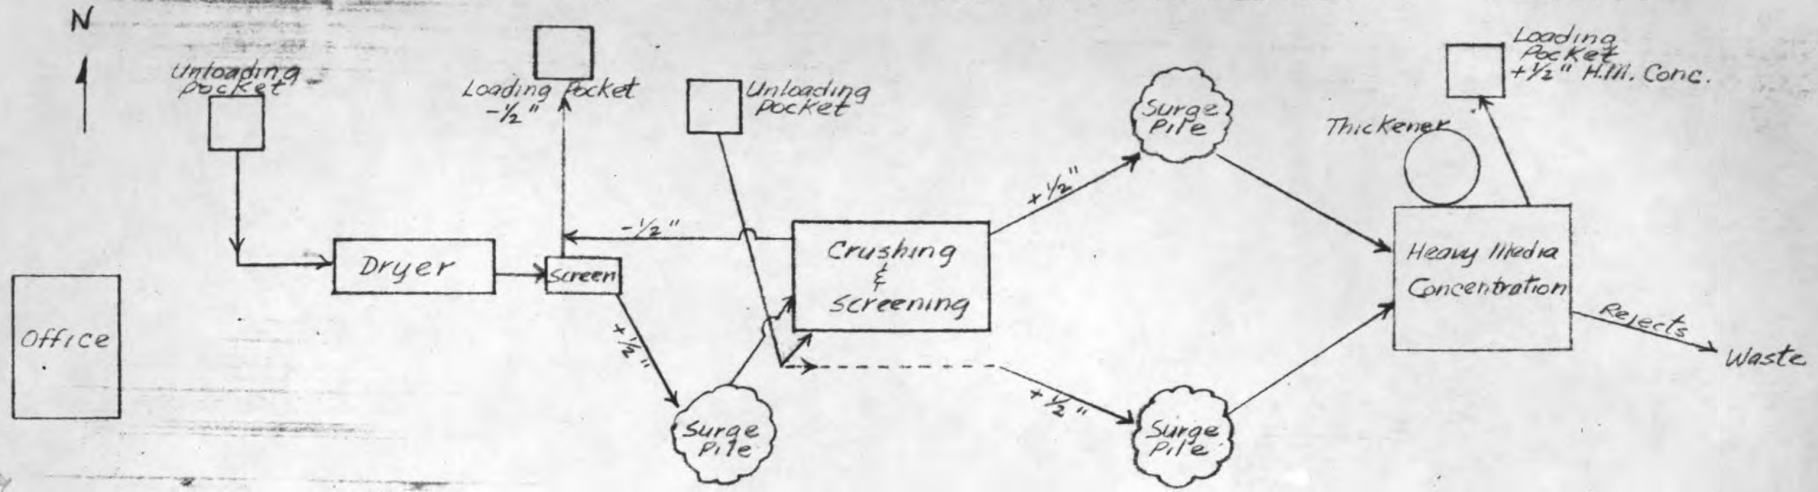 N
Unloading
Pocket
Loading Pocket
-1/2"
Unloading
Pocket
Surge
Pile
Loading
Pocket
+1/2" H.M. Conc.
Thickener
+1/2"
-1/2"
Dryer
Screen
Crushing
&
Screening
Heavy Media
Concentration
Office
+1/2"
Rejects
Waste
+1/2"
Surge
Pile
Surge
Pile